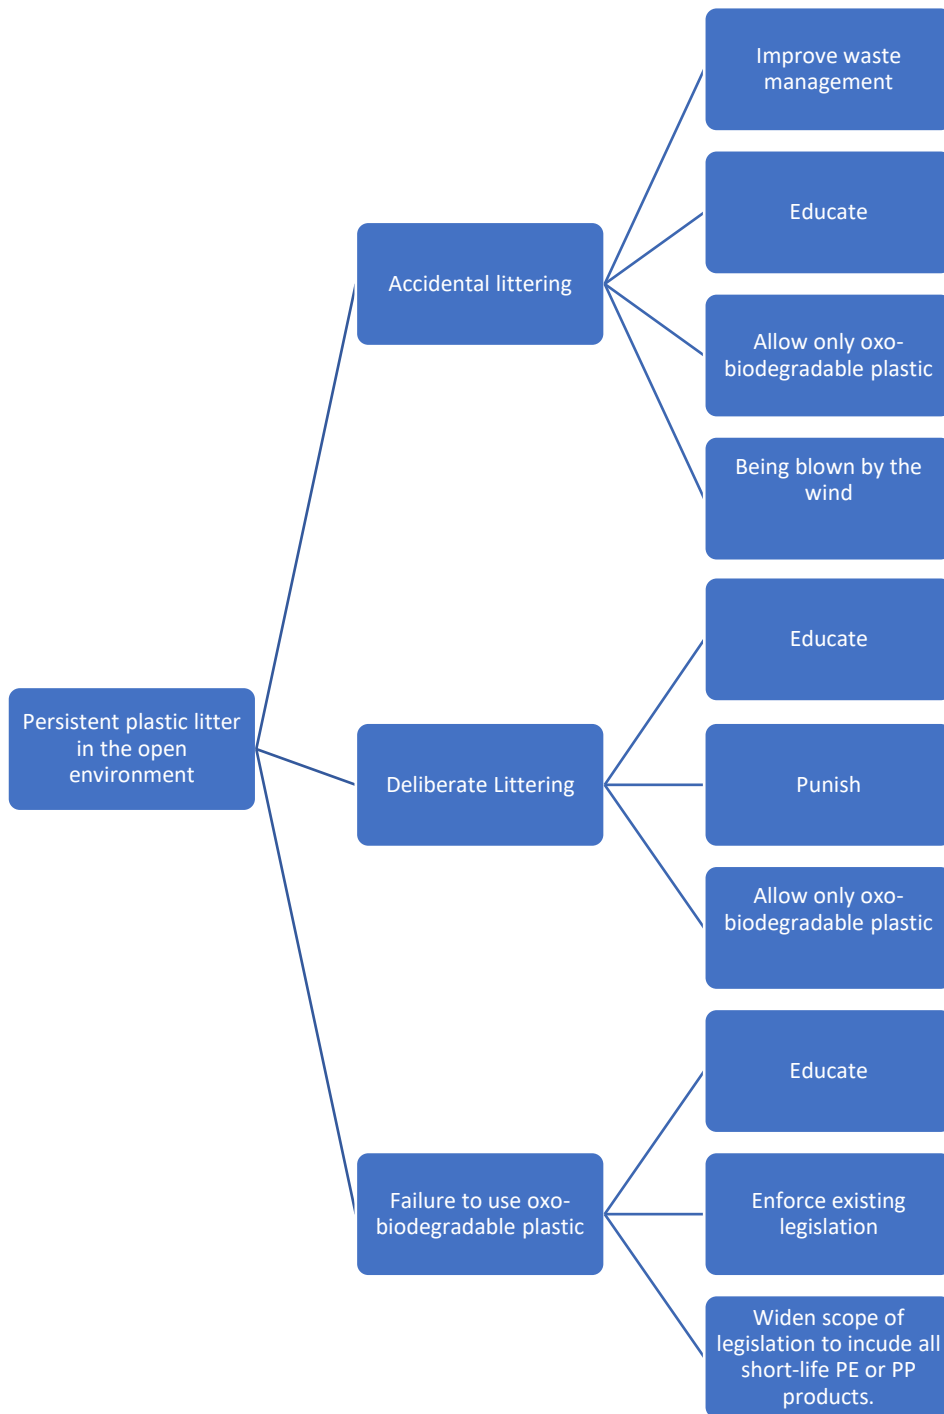 Improve waste
management
Educate
Accidental littering
Allow only oxo-
biodegradable plastic
Being blown by the
wind
Educate
Persistent plastic litter
in the open
environment
Deliberate Littering
Punish
Allow only oxo-
biodegradable plastic
Educate
Failure to use oxo-
biodegradable plastic
Enforce existing
legislation
Widen scope of
legislation to incude all
short-life PE or PP
products.